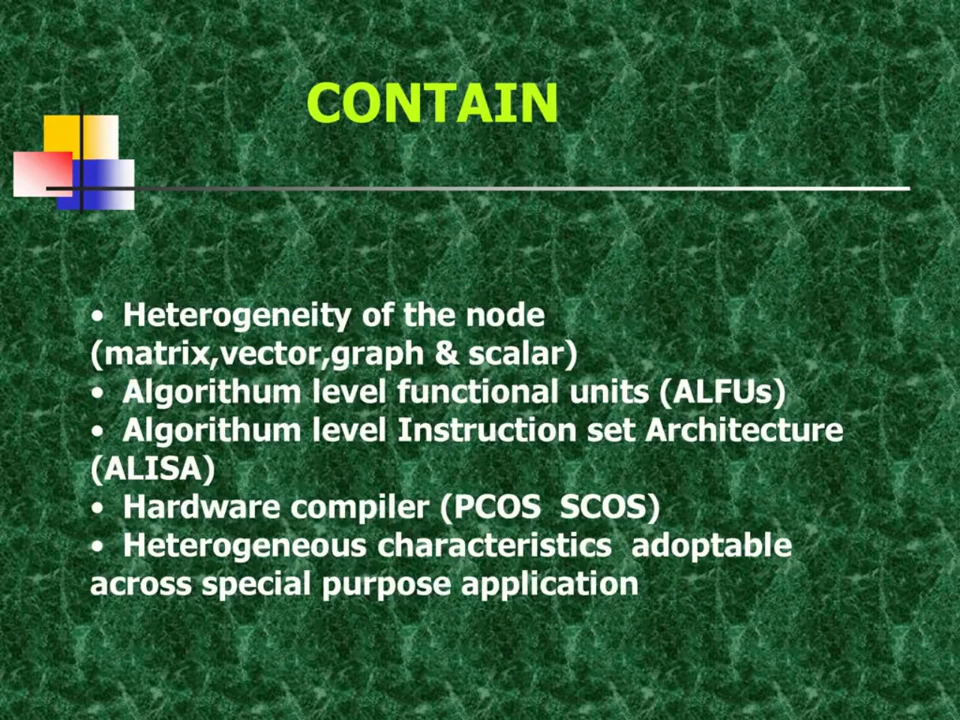 CONTAIN
• Heterogeneity of the node
(matrix,vector,graph & scalar)
• Algorithum level functional units (ALFUs)
• Algorithum level Instruction set Architecture
(ALISA)
• Hardware compiler (PCOS  SCOS)
• Heterogeneous characteristics  adoptable
across special purpose application